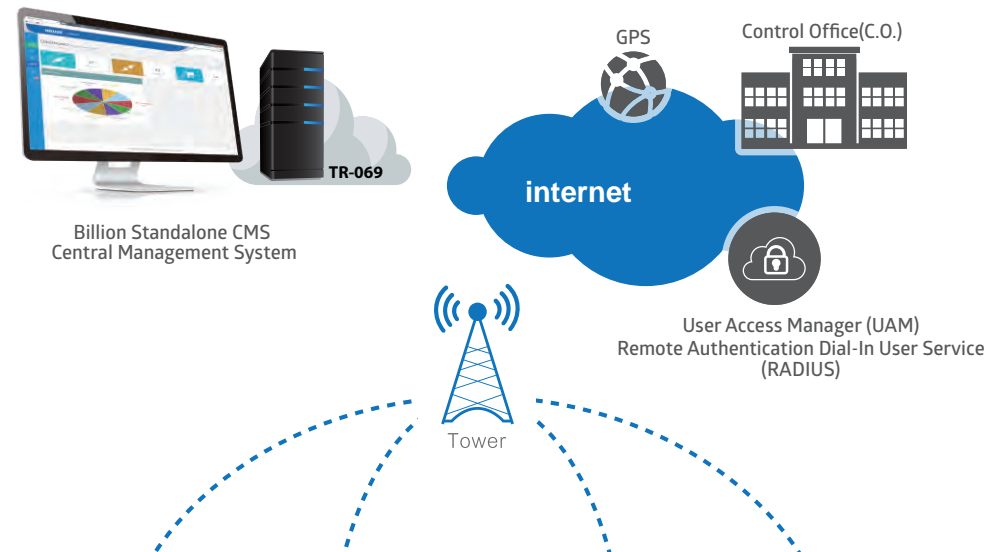 GPS
Control Office(C.O.)
TR-069
internet
Billion Standalone CMS
Central Management System
User Access Manager (UAM)
Remote Authentication Dial-In User Service
(RADIUS)
Tower